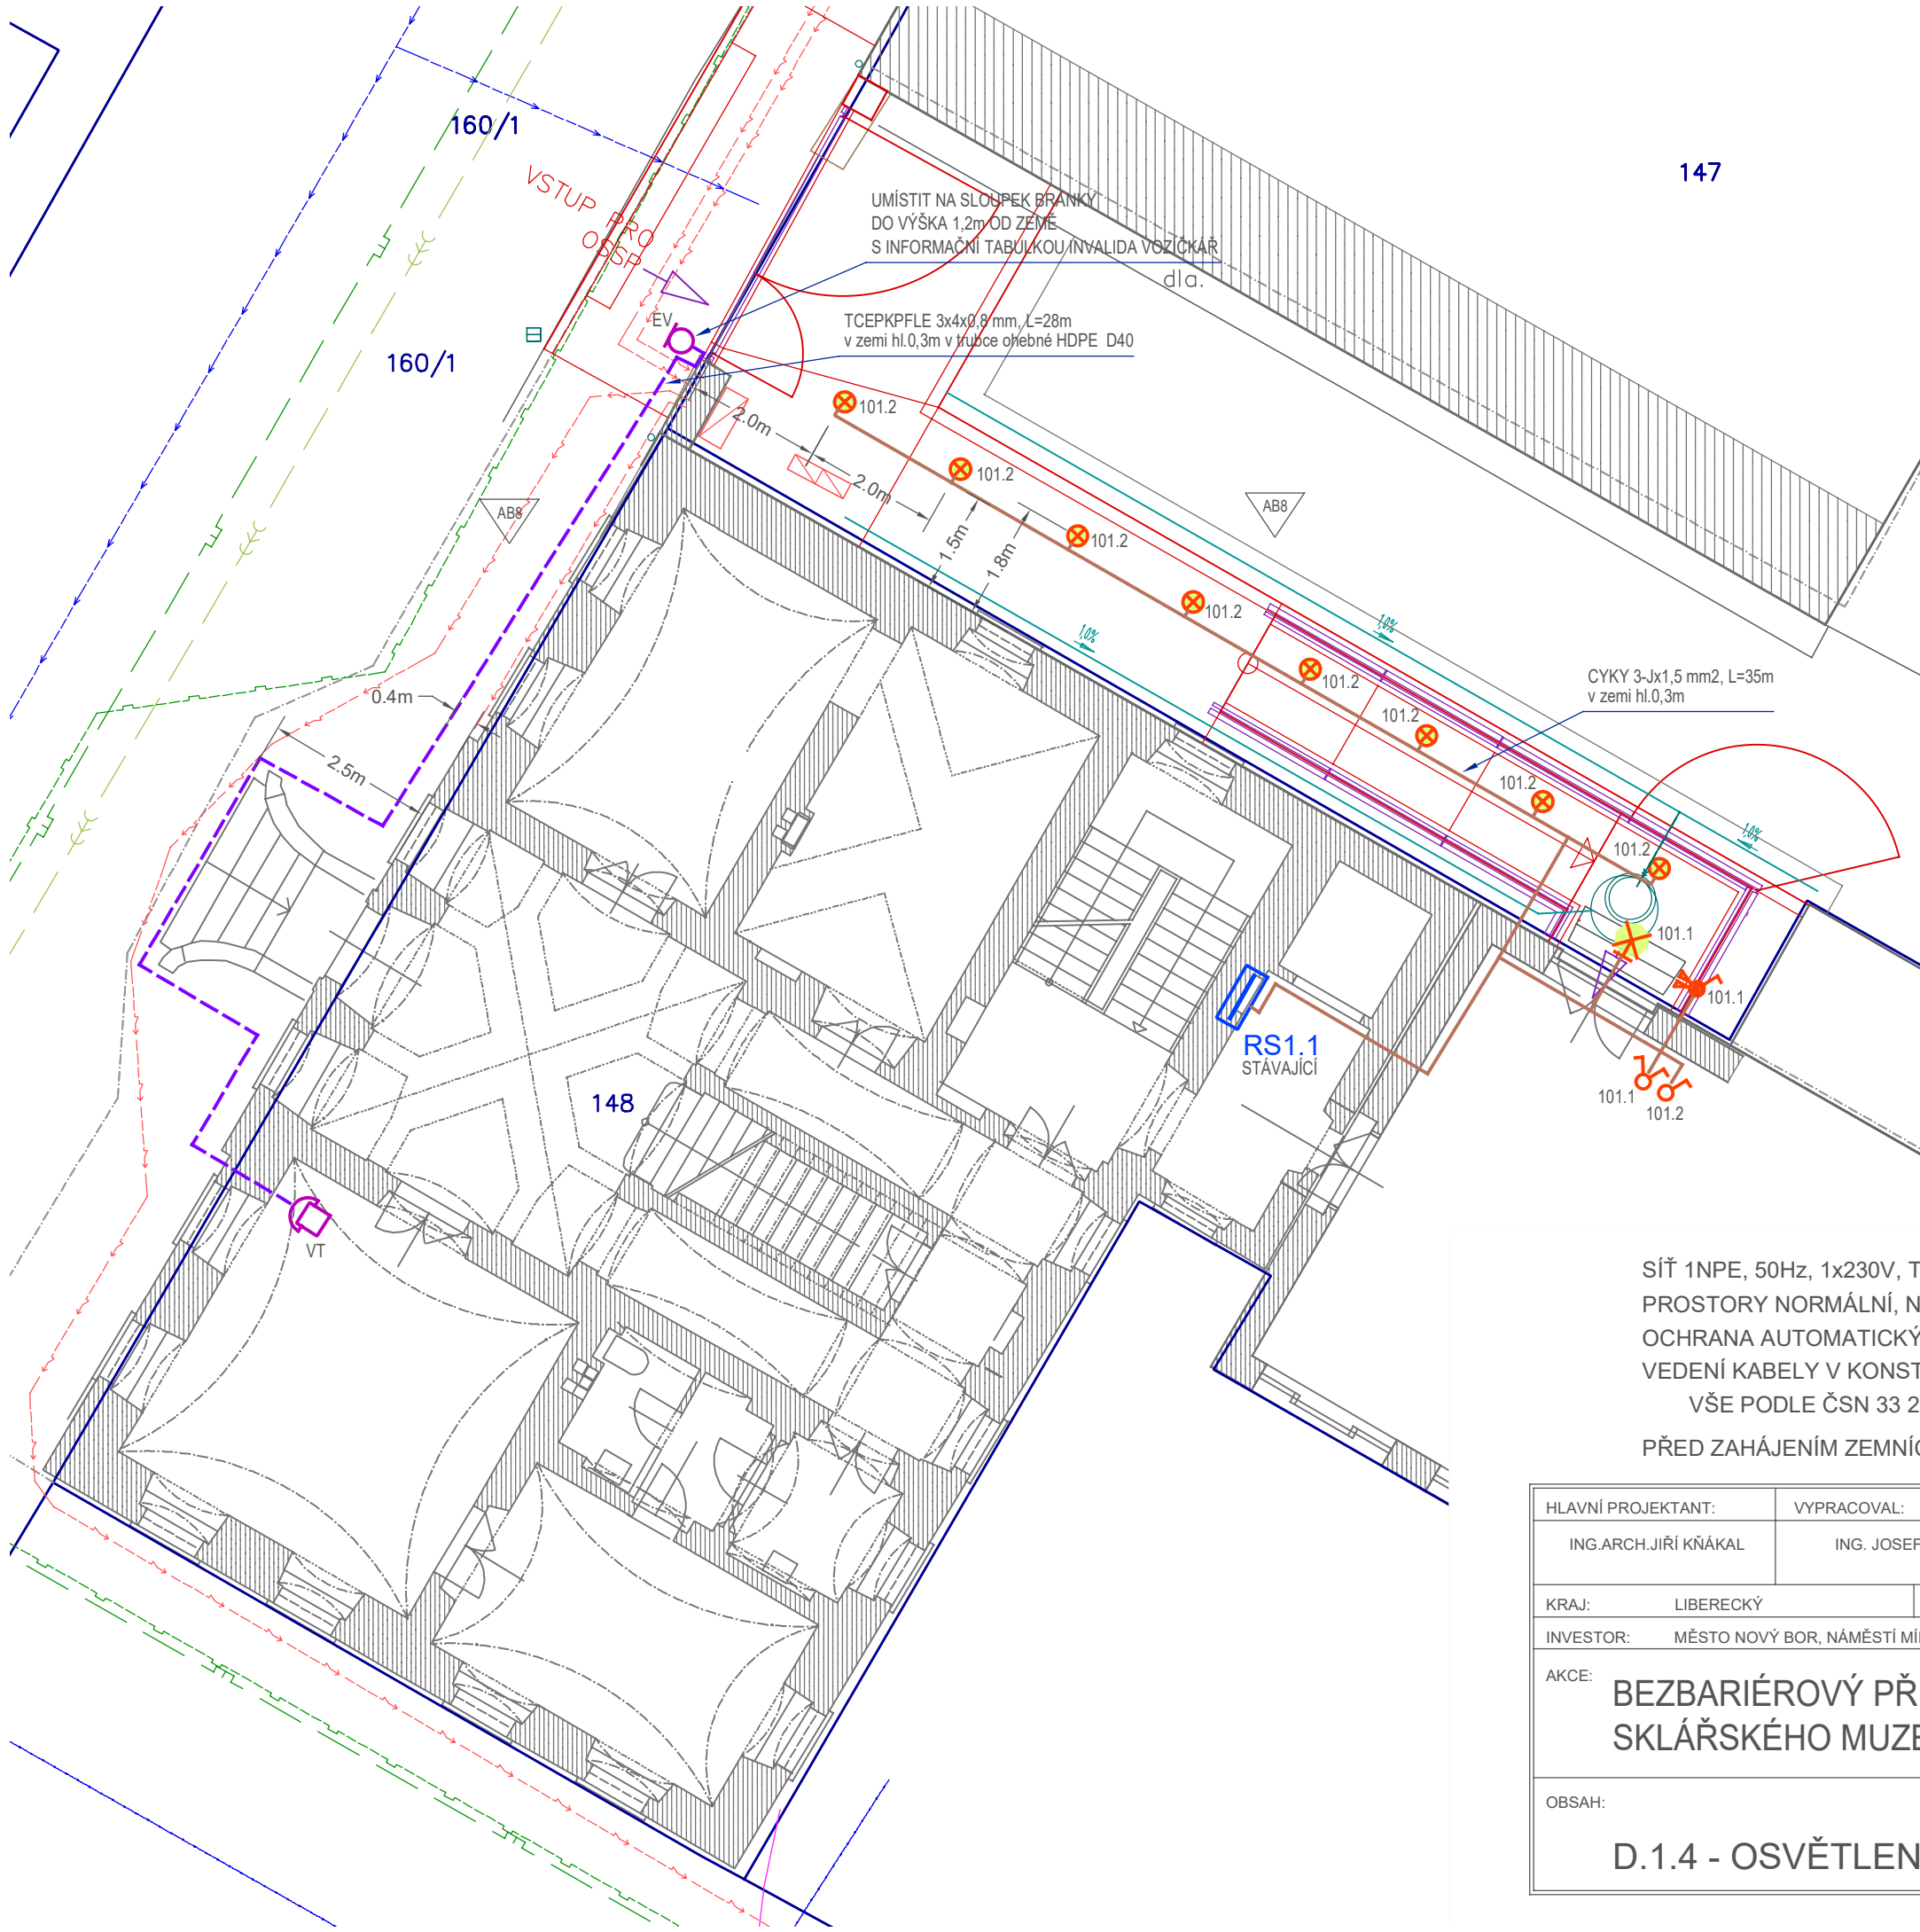 160/1
147
VSTUP PRO
OSSP
UMÍSTIT NA SLOUPEK BRANKY
DO VÝŠKA 1,2m OD ZEMĚ
S INFORMAČNÍ TABULKOU INVALIDA VOZÍČKÁŘ
dla.
EV
TCEPKPFLE 3x4x0,8 mm, L=28m
v zemi hl.0,3m v trubce ohebné HDPE D40
160/1
101.2
2.0m
101.2
2.0m
AB8
AB8
101.2
1.5m
1.8m
101.2
1,0%
1,0%
101.2
CYKY 3-Jx1,5 mm2, L=35m
v zemi hl.0,3m
0.4m
101.2
2.5m
101.2
1,0%
101.2
101.1
101.1
RS1.1
STÁVAJÍCÍ
101.1
101.2
148
VT
SÍŤ 1NPE, 50Hz, 1x230V, T
PROSTORY NORMÁLNÍ, N
OCHRANA AUTOMATICKÝ
VEDENÍ KABELY V KONST
VŠE PODLE ČSN 33 2
PŘED ZAHÁJENÍM ZEMNÍC
HLAVNÍ PROJEKTANT:
VYPRACOVAL:
ING.ARCH.JIŘÍ KŇÁKAL
ING. JOSEF
KRAJ: LIBERECKÝ
INVESTOR: MĚSTO NOVÝ BOR, NÁMĚSTÍ MÍ
AKCE: BEZBARIÉROVÝ PŘ
SKLÁŘSKÉHO MUZE
OBSAH:
D.1.4 - OSVĚTLEN